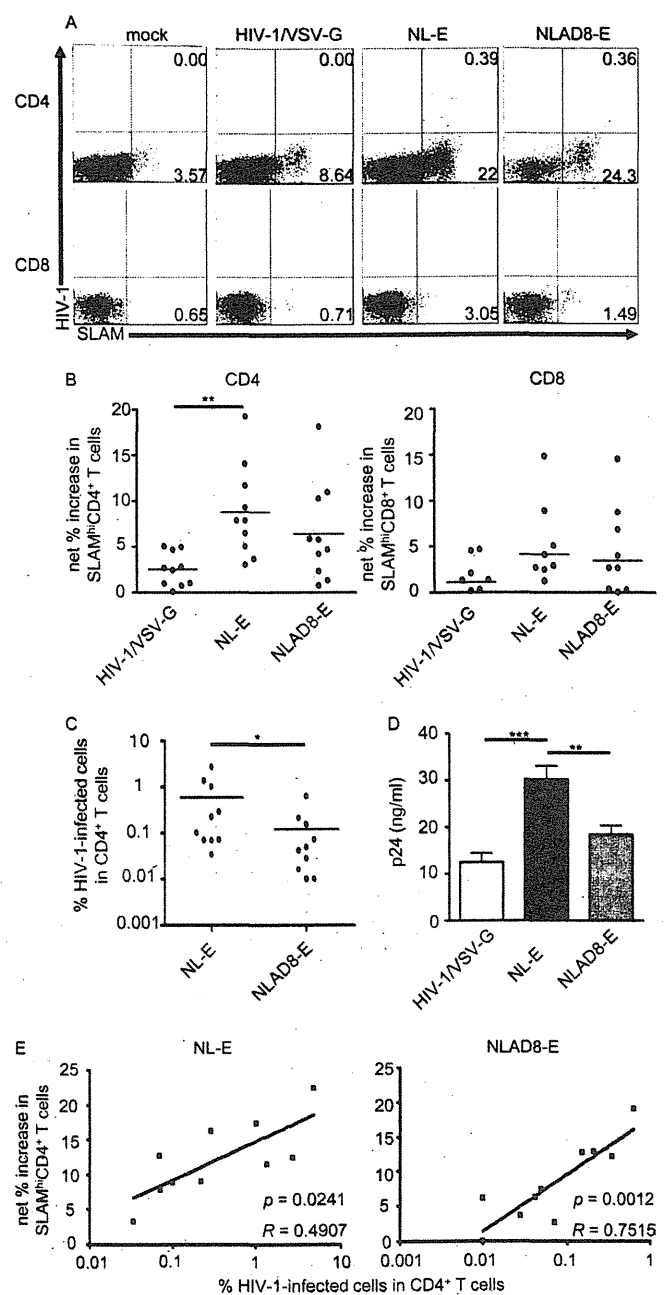 A
mock HIV-1/VSV-G NL-E NLAD8-E
CD4
0.00 0.00 0.39 0.36
3.57 8.64 22 24.3
CD8
0.65 0.71 3.05 1.49
HIV-1
SLAM
B
CD4
net % increase in
SLAMhiCD4+ T cells
20
15
10
5
0
**
HIV-1/VSV-G NL-E NLAD8-E
CD8
net % increase in
SLAMhiCD8+ T cells
20
15
10
5
0
HIV-1/VSV-G NL-E NLAD8-E
C
% HIV-1-infected cells
in CD4+ T cells
10
1
0.1
0.01
0.001
*
NL-E NLAD8-E
D
p24 (ng/ml)
40
30
20
10
0
*** **
HIV-1/VSV-G NL-E NLAD8-E
E
NL-E
net % increase in
SLAMhiCD4+ T cells
25
20
15
10
5
0
p = 0.0241
R = 0.4907
0.01 0.1 1 10
NLAD8-E
25
20
15
10
5
0
p = 0.0012
R = 0.7515
0.001 0.01 0.1 1
% HIV-1-infected cells in CD4+ T cells